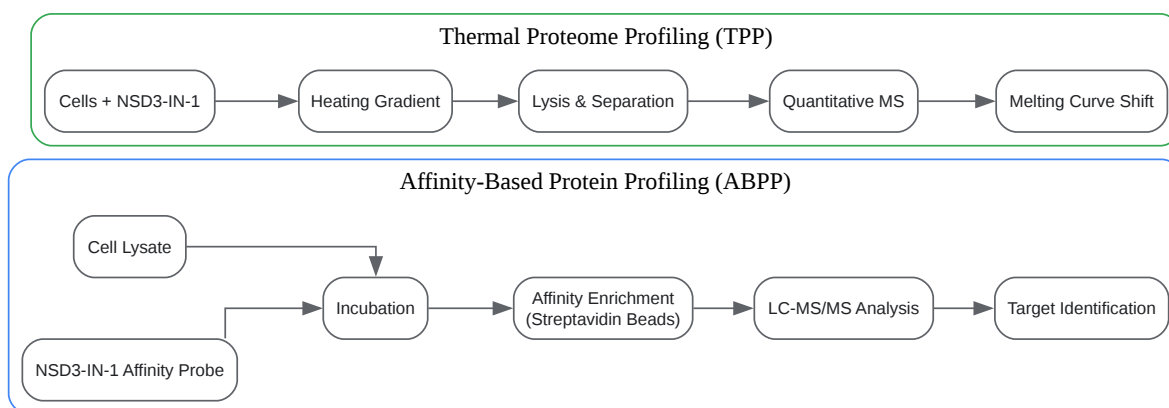 Thermal Proteome Profiling (TPP)
Cells + NSD3-IN-1
Heating Gradient
Lysis & Separation
Quantitative MS
Melting Curve Shift
Affinity-Based Protein Profiling (ABPP)
Cell Lysate
NSD3-IN-1 Affinity Probe
Incubation
Affinity Enrichment
(Streptavidin Beads)
LC-MS/MS Analysis
Target Identification